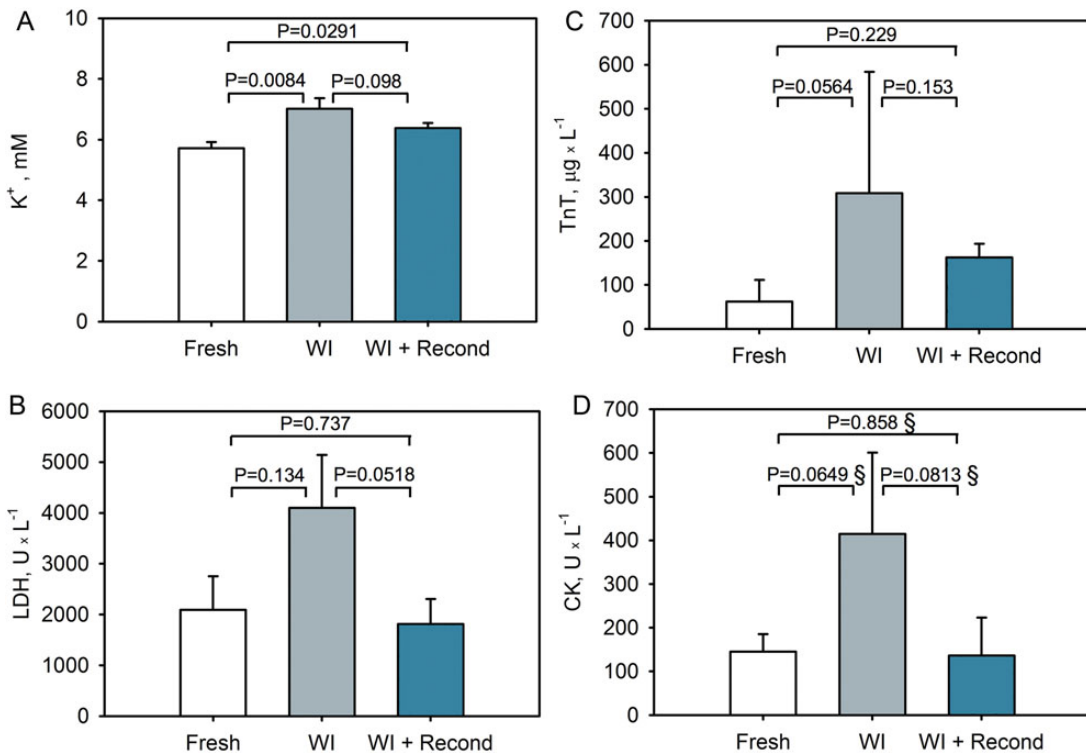 A
10
8
6
4
2
0
K+ , mM
P=0.0291
P=0.0084
P=0.098
Fresh
WI
WI + Recond
B
6000
5000
4000
3000
2000
1000
0
LDH, U x L-1
P=0.737
P=0.134
P=0.0518
Fresh
WI
WI + Recond
C
700
600
500
400
300
200
100
0
TnT, µg x L-1
P=0.229
P=0.0564
P=0.153
Fresh
WI
WI + Recond
D
700
600
500
400
300
200
100
0
CK, U x L-1
P=0.858 §
P=0.0649 §
P=0.0813 §
Fresh
WI
WI + Recond